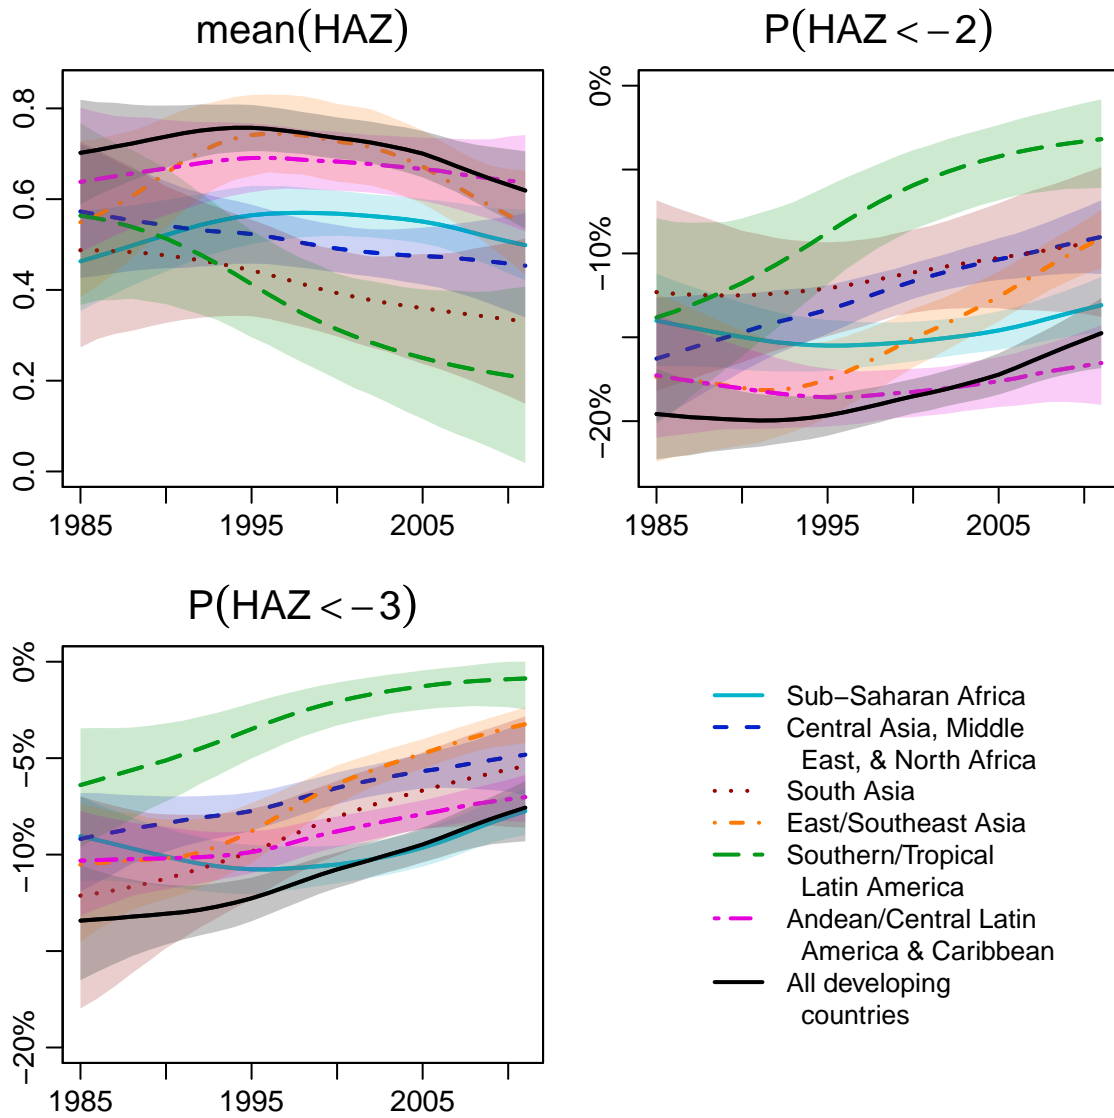 mean(HAZ)
0.8
0.6
0.4
0.2
0.0
1985 1995 2005
P(HAZ < −2)
0%
−10%
−20%
1985 1995 2005
P(HAZ < −3)
0%
−5%
−10%
−20%
1985 1995 2005
Sub−Saharan Africa
Central Asia, Middle
East, & North Africa
South Asia
East/Southeast Asia
Southern/Tropical
Latin America
Andean/Central Latin
America & Caribbean
All developing
countries